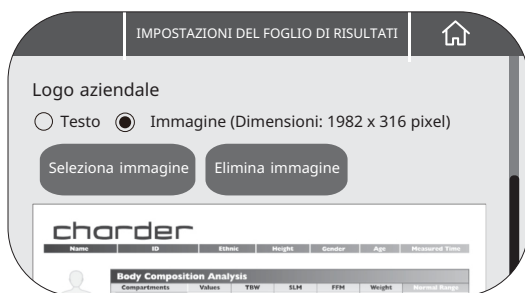 IMPOSTAZIONI DEL FOGLIO DI RISULTATI
Logo aziendale
Testo Immagine (Dimensioni: 1982 x 316 pixel)
Seleziona immagine Elimina immagine
charder
Name ID Ethnic Height Gender Age Measured Time
Body Composition Analysis
Compartments Values TBW SLM FFM Weight Normal Range